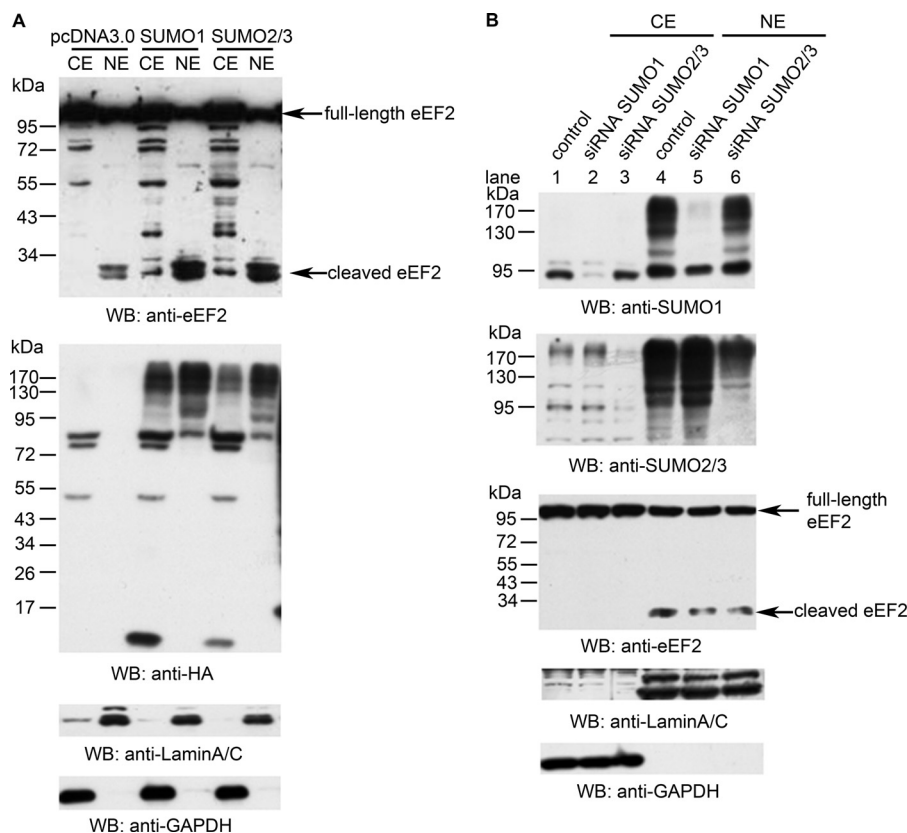 A
pcDNA3.0 SUMO1 SUMO2/3
CE NE CE NE CE NE
kDa
95
72
55
43
34
full-length eEF2
cleaved eEF2
WB: anti-eEF2
kDa
170
130
95
72
55
43
34
26
17
WB: anti-HA
WB: anti-LaminA/C
WB: anti-GAPDH
B
CE NE
control
siRNA SUMO1
siRNA SUMO2/3
control
siRNA SUMO1
siRNA SUMO2/3
lane 1 2 3 4 5 6
kDa
170
130
95
WB: anti-SUMO1
kDa
170
130
95
WB: anti-SUMO2/3
kDa
95
72
55
43
34
full-length
eEF2
cleaved eEF2
WB: anti-eEF2
WB: anti-LaminA/C
WB: anti-GAPDH